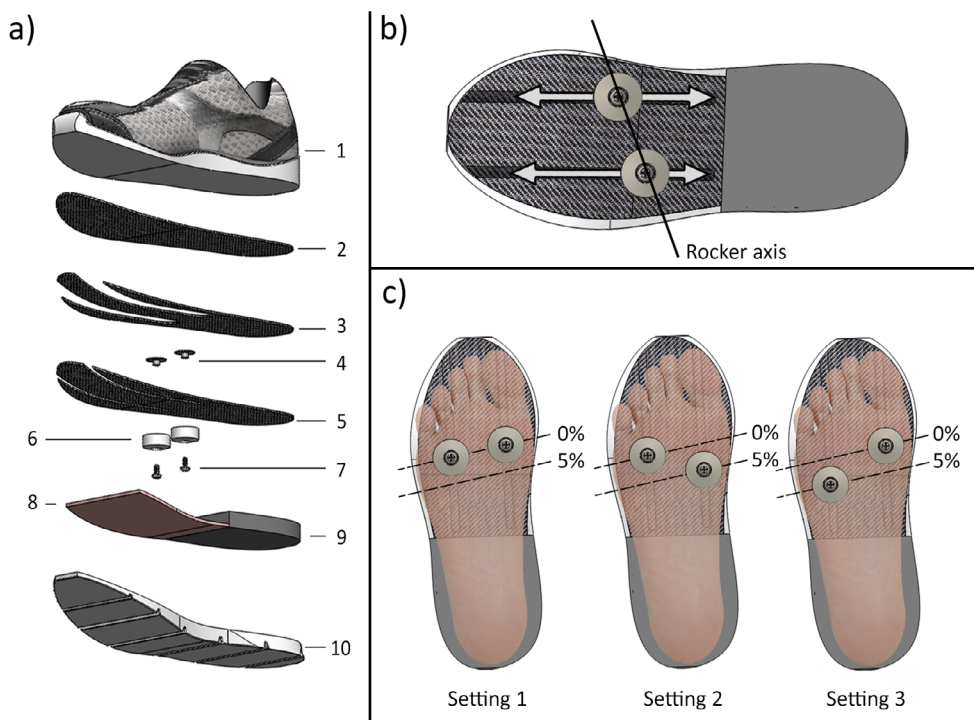 a)
1
2
3
4
5
6
7
8
9
10
b)
Rocker axis
c)
0%
5%
0%
5%
0%
5%
Setting 1
Setting 2
Setting 3